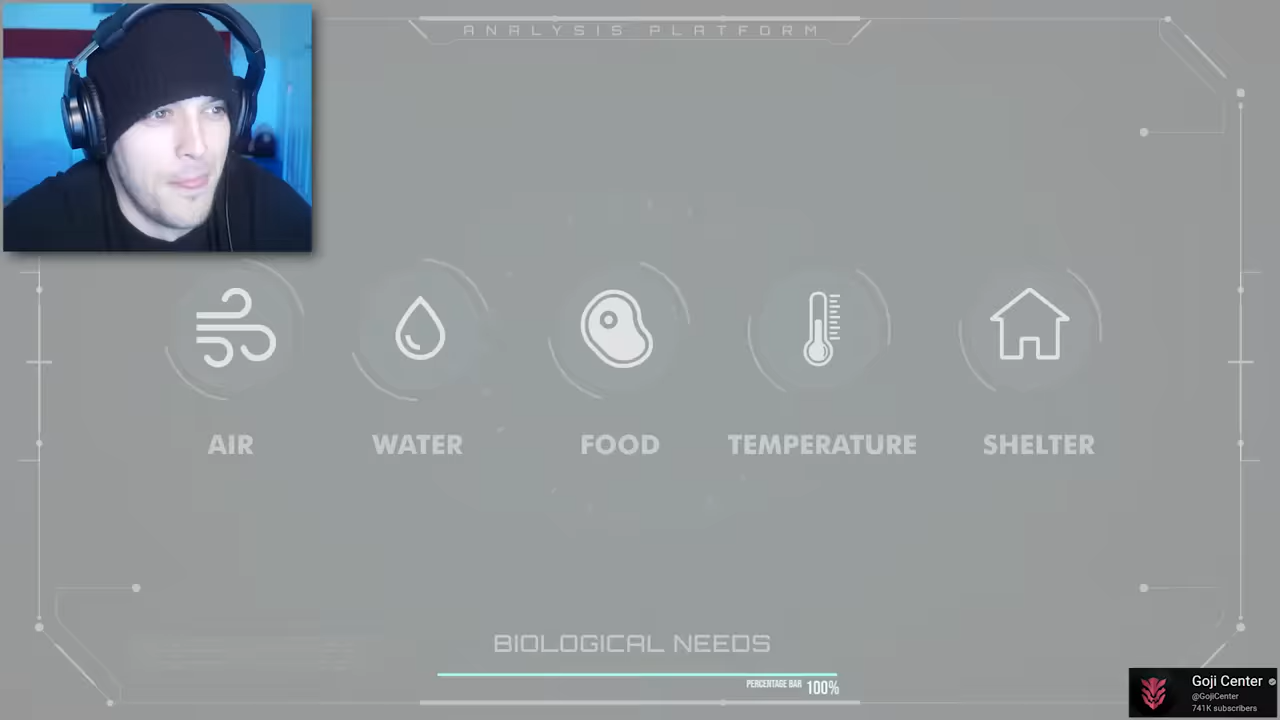 ANALYSIS PLATFORM
AIR
WATER
FOOD
TEMPERATURE
SHELTER
BIOLOGICAL NEEDS
PERCENTAGE BAR 100%
Goji Center
@GojiCenter
741K subscribers